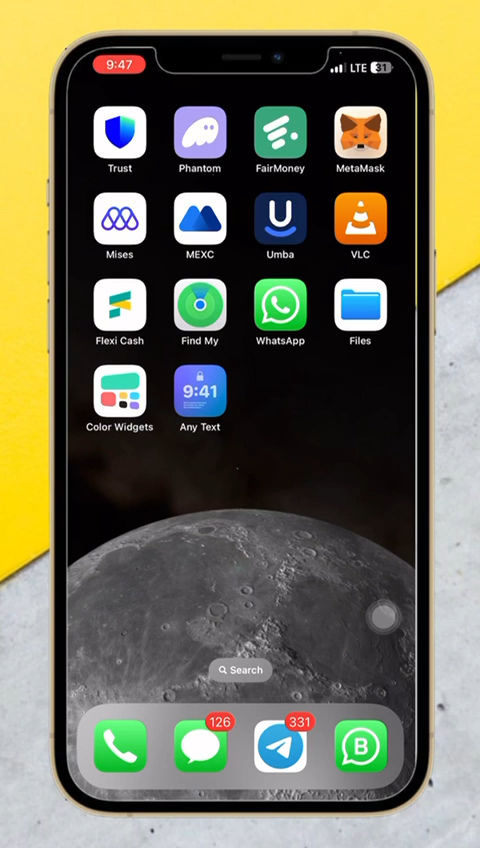 9:47 LTE 31
Trust Phantom FairMoney MetaMask
Mises MEXC Umba VLC
Flexi Cash Find My WhatsApp Files
9:41
Color Widgets Any Text
Search
126 331
B